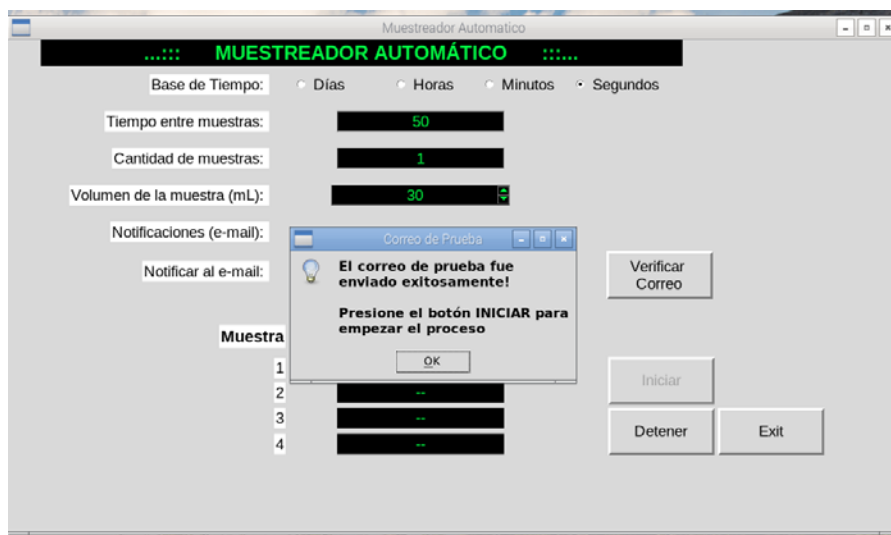 Muestreador Automatico
...::: MUESTREADOR AUTOMÁTICO :::...
Base de Tiempo: Días Horas Minutos Segundos
Tiempo entre muestras: 50
Cantidad de muestras: 1
Volumen de la muestra (mL): 30
Notificaciones (e-mail):
Notificar al e-mail:
Correo de Prueba
El correo de prueba fue
enviado exitosamente!
Presione el botón INICIAR para
empezar el proceso
OK
Verificar
Correo
Muestra
1
2 --
3 --
4 --
Iniciar
Detener Exit